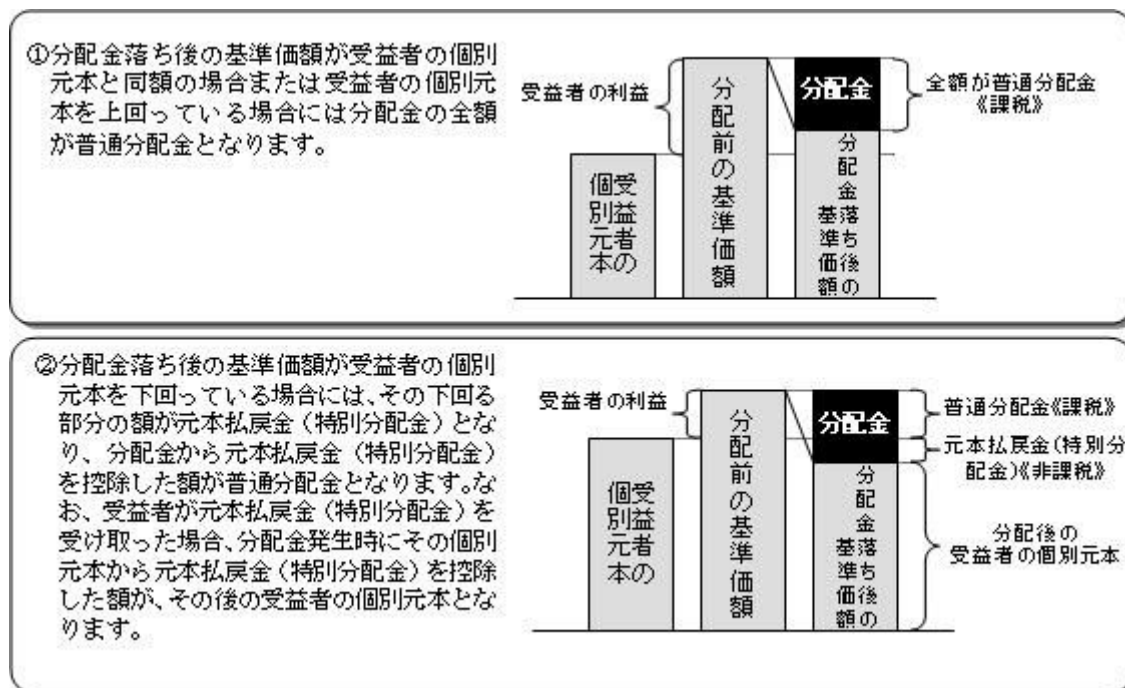 ①分配金落ち後の基準価額が受益者の個別
元本と同額の場合または受益者の個別元
本を上回っている場合には分配金の全額
が普通分配金となります。
受益者の利益
受益者の
個別元本
分配前の基準価額
分配金
分配金落ち後の
基準価額
全額が普通分配金
《課税》
②分配金落ち後の基準価額が受益者の個別
元本を下回っている場合には、その下回る
部分の額が元本払戻金（特別分配金）とな
り、分配金から元本払戻金（特別分配金）
を控除した額が普通分配金となります。な
お、受益者が元本払戻金（特別分配金）を
受け取った場合、分配金発生時にその個別
元本から元本払戻金（特別分配金）を控除
した額が、その後の受益者の個別元本とな
ります。
受益者の利益
受益者の
個別元本
分配前の基準価額
分配金
分配金落ち後の
基準価額
普通分配金《課税》
元本払戻金（特別分
配金）《非課税》
分配後の
受益者の個別元本